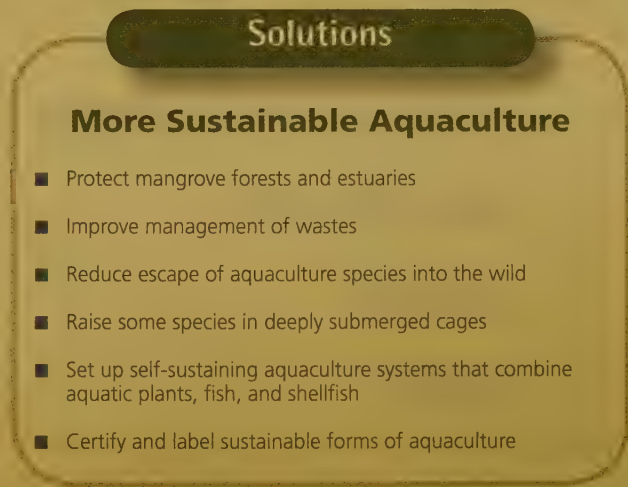 Solutions
More Sustainable Aquaculture
■ Protect mangrove forests and estuaries
■ Improve management of wastes
■ Reduce escape of aquaculture species into the wild
■ Raise some species in deeply submerged cages
■ Set up self-sustaining aquaculture systems that combine
aquatic plants, fish, and shellfish
■ Certify and label sustainable forms of aquaculture